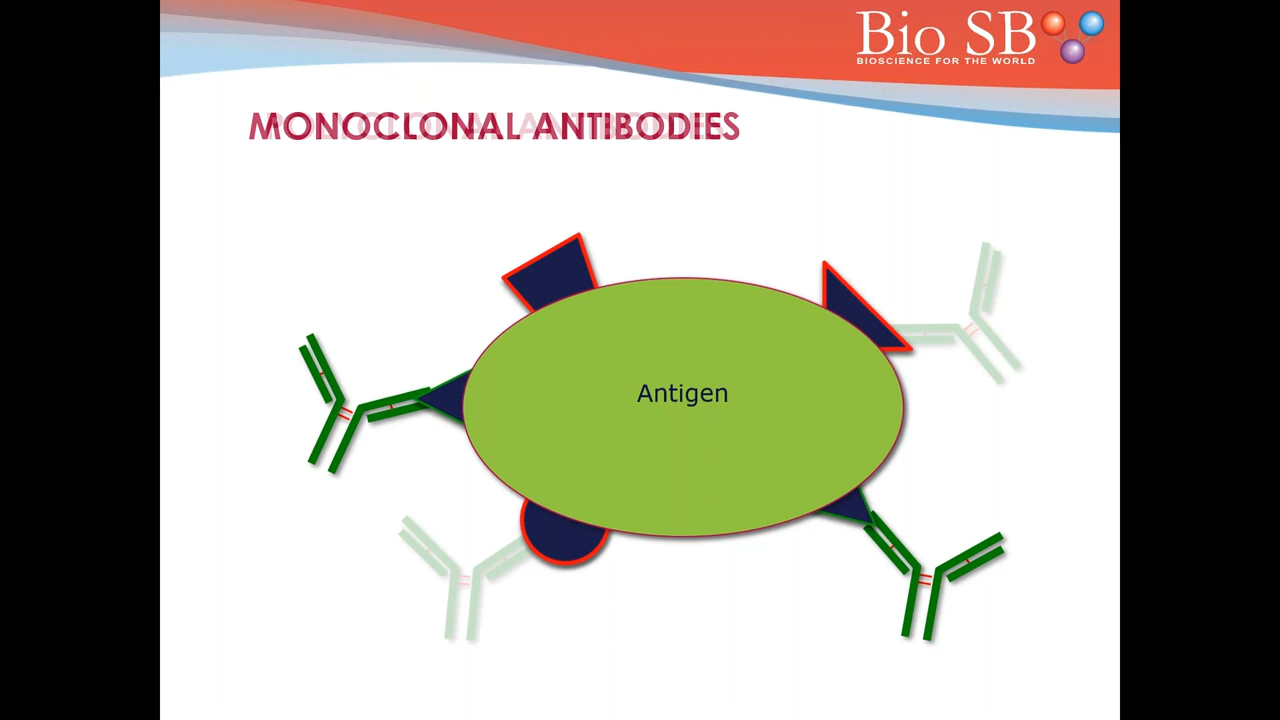 Bio SB
BIOSCIENCE FOR THE WORLD
MONOCLONAL ANTIBODIES
Antigen